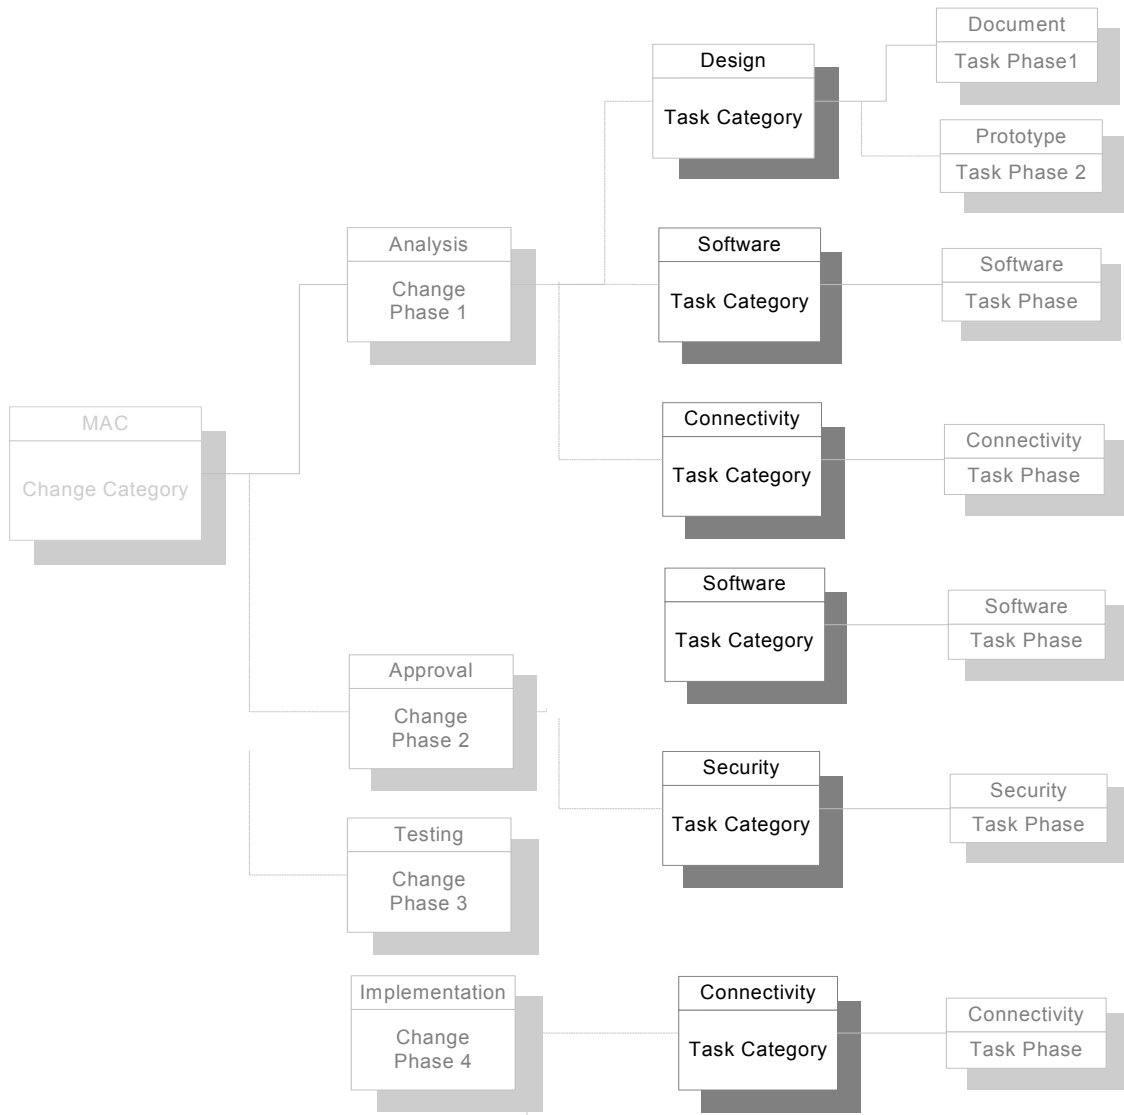 Document
Task Phase1
Design
Task Category
Prototype
Task Phase 2
Analysis
Change
Phase 1
Software
Task Category
Software
Task Phase
MAC
Change Category
Connectivity
Task Category
Connectivity
Task Phase
Software
Task Category
Software
Task Phase
Approval
Change
Phase 2
Security
Task Category
Security
Task Phase
Testing
Change
Phase 3
Implementation
Change
Phase 4
Connectivity
Task Category
Connectivity
Task Phase